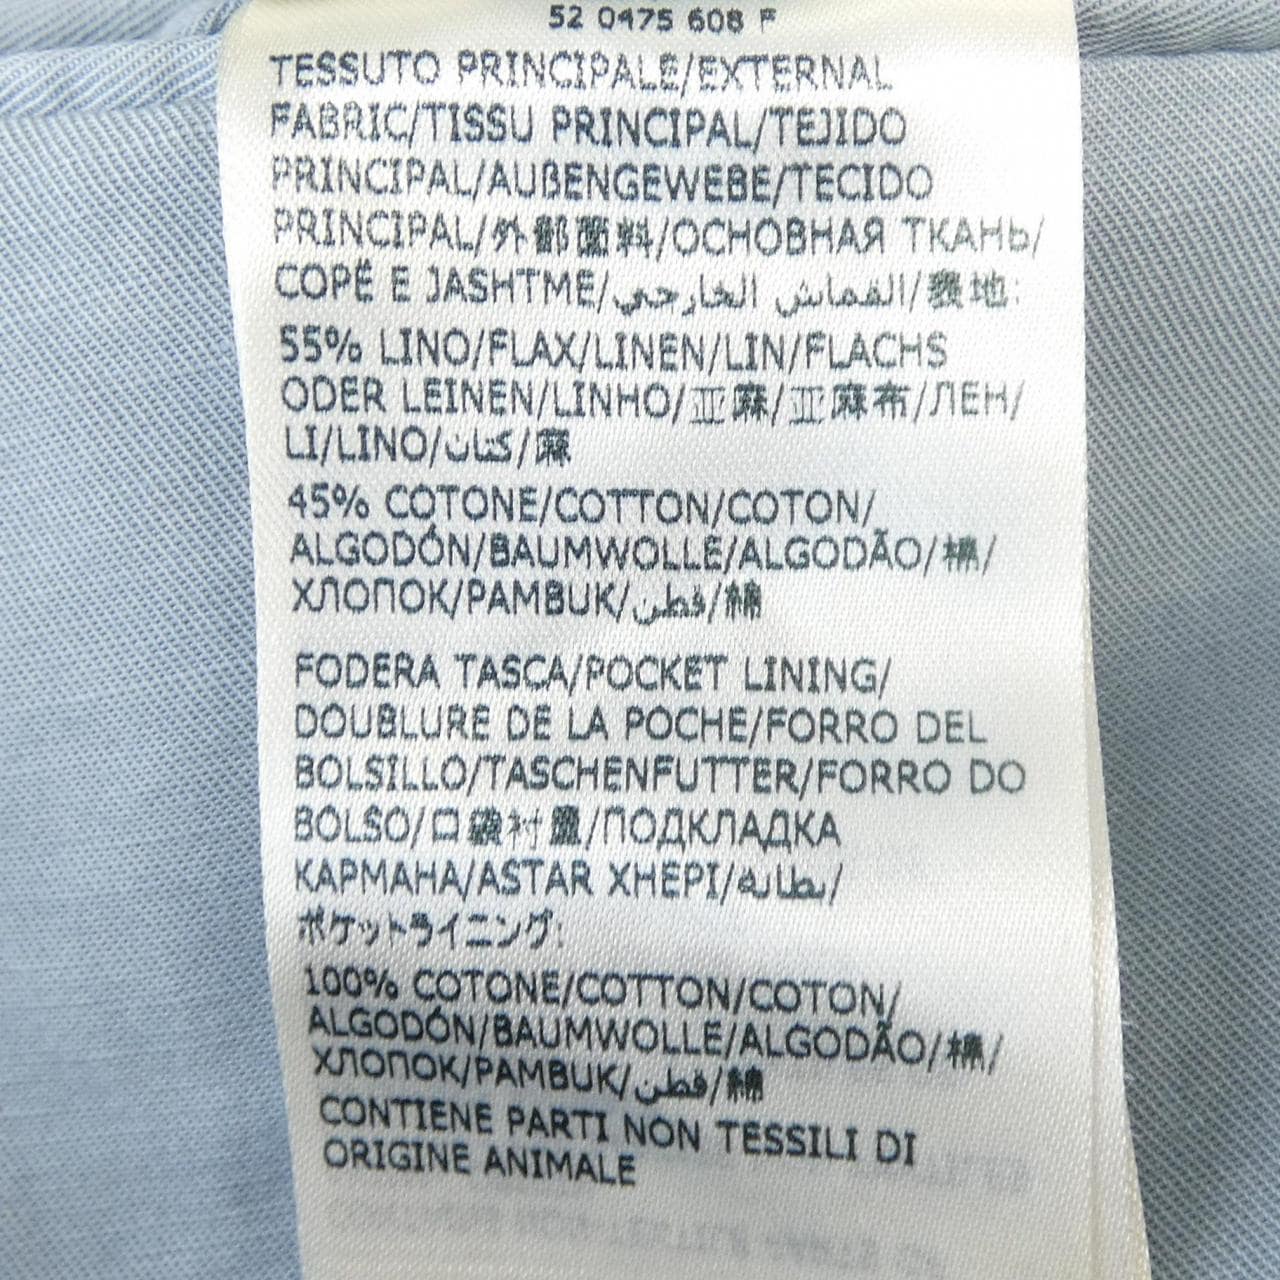 52 0475 608 F
TESSUTO PRINCIPALE/EXTERNAL
FABRIC/TISSU PRINCIPAL/TEJIDO
PRINCIPAL/AUßENGEWEBE/TECIDO
PRINCIPAL/外部面料/ОСНОВНАЯ ТКАНЬ/
COPË E JASHTME/القماش الخارجي/表地:
55% LINO/FLAX/LINEN/LIN/FLACHS
ODER LEINEN/LINHO/亚麻/亚麻布/ЛЕН/
LI/LINO/كتان/麻
45% COTONE/COTTON/COTON/
ALGODÓN/BAUMWOLLE/ALGODÃO/棉/
ХЛОПОК/PAMBUK/قطن/綿
FODERA TASCA/POCKET LINING/
DOUBLURE DE LA POCHE/FORRO DEL
BOLSILLO/TASCHENFUTTER/FORRO DO
BOLSO/口袋衬里/ПОДКЛАДКА
КАРМАНА/ASTAR XHEPI/بطانة/
ポケットライニング:
100% COTONE/COTTON/COTON/
ALGODÓN/BAUMWOLLE/ALGODÃO/棉/
ХЛОПОК/PAMBUK/قطن/綿
CONTIENE PARTI NON TESSILI DI
ORIGINE ANIMALE